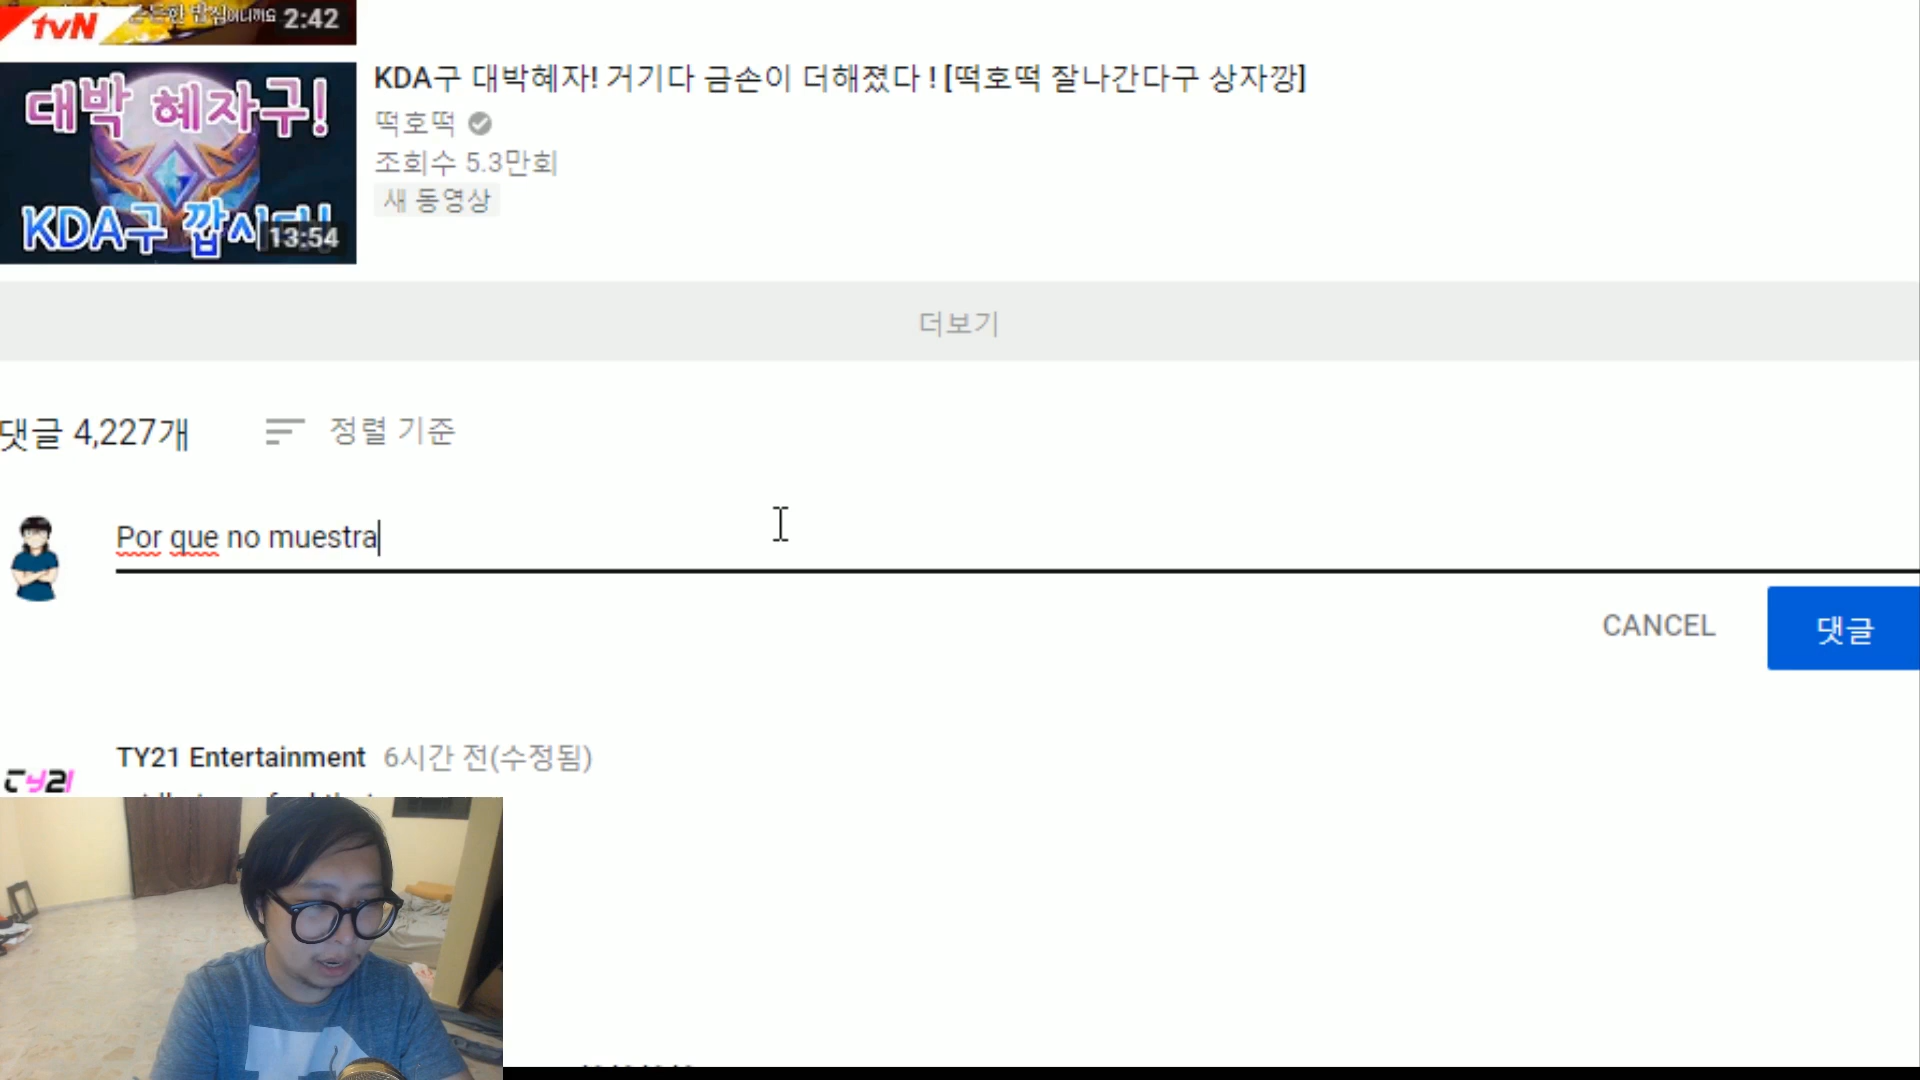 tvN
2:42
대박 혜자구!
KDA구 깝시다!
13:54
KDA구 대박혜자! 거기다 금손이 더해졌다 ! [떡호떡 잘나간다구 상자깡]
떡호떡
조회수 5.3만회
새 동영상
더보기
댓글 4,227개
정렬 기준
Por que no muestra
CANCEL
댓글
TY21 Entertainment 6시간 전(수정됨)
TY21